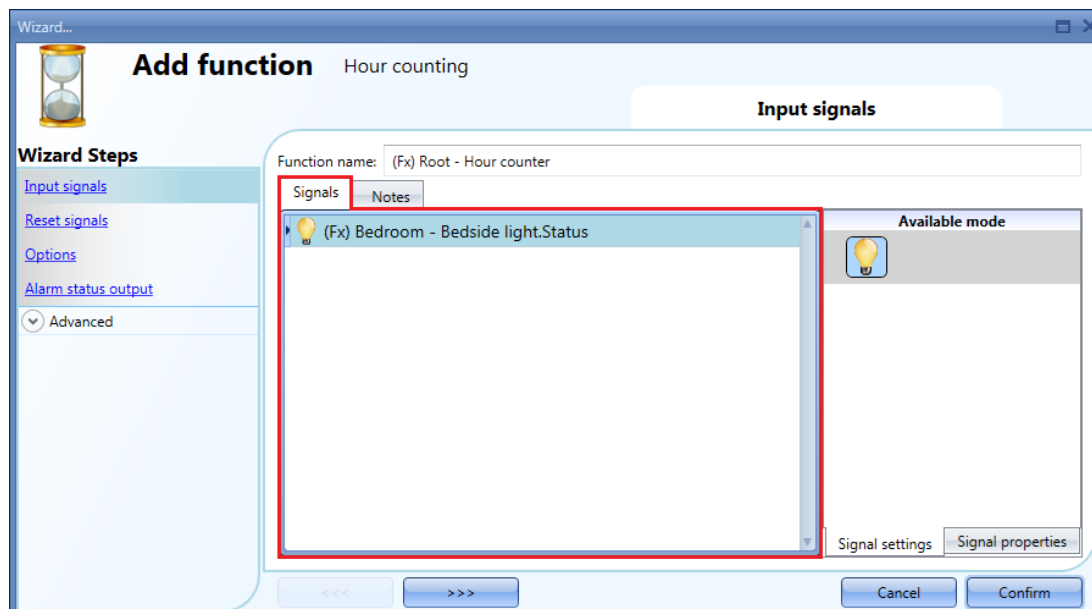 Wizard...
Add function Hour counting
Input signals
Wizard Steps
Input signals
Reset signals
Options
Alarm status output
Advanced
Function name: (Fx) Root - Hour counter
Signals Notes
(Fx) Bedroom - Bedside light.Status
Available mode
Signal settings Signal properties
<<< >>> Cancel Confirm